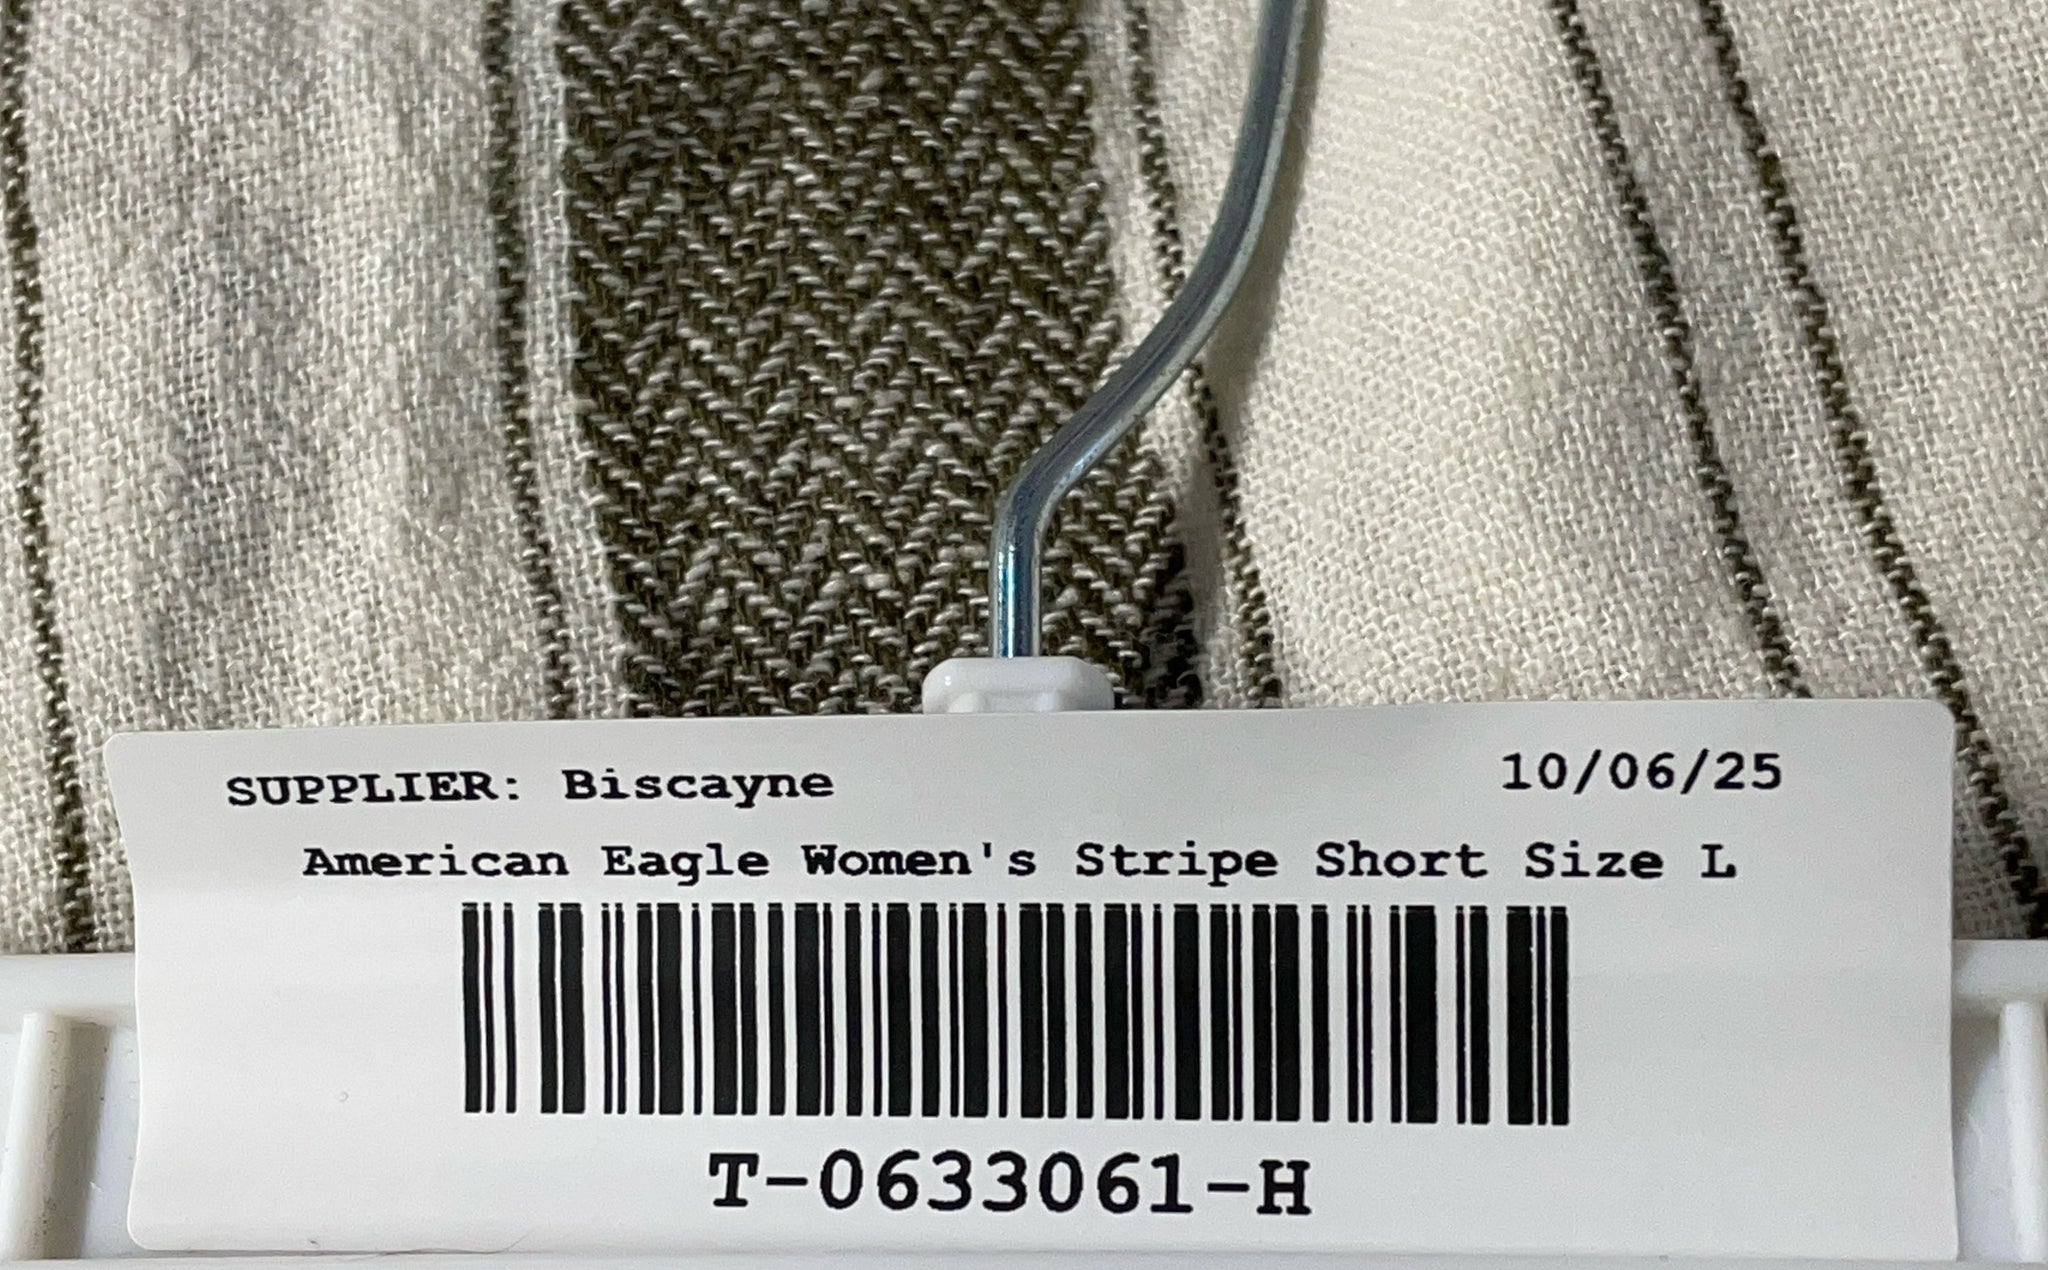 SUPPLIER: Biscayne 10/06/25
American Eagle Women's Stripe Short Size L
T-0633061-H